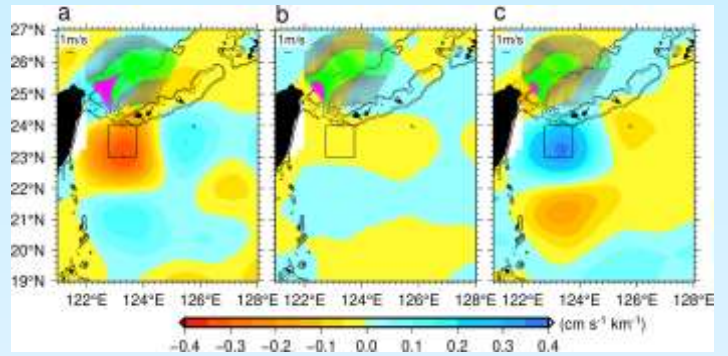 a b c
1m/s 1m/s 1m/s
27°N
26°N
25°N
24°N
23°N
22°N
21°N
20°N
19°N
122°E 124°E 126°E 128°E 122°E 124°E 126°E 128°E 122°E 124°E 126°E 128°E
(cm s⁻¹ km⁻¹)
−0.4 −0.3 −0.2 −0.1 0.0 0.1 0.2 0.3 0.4